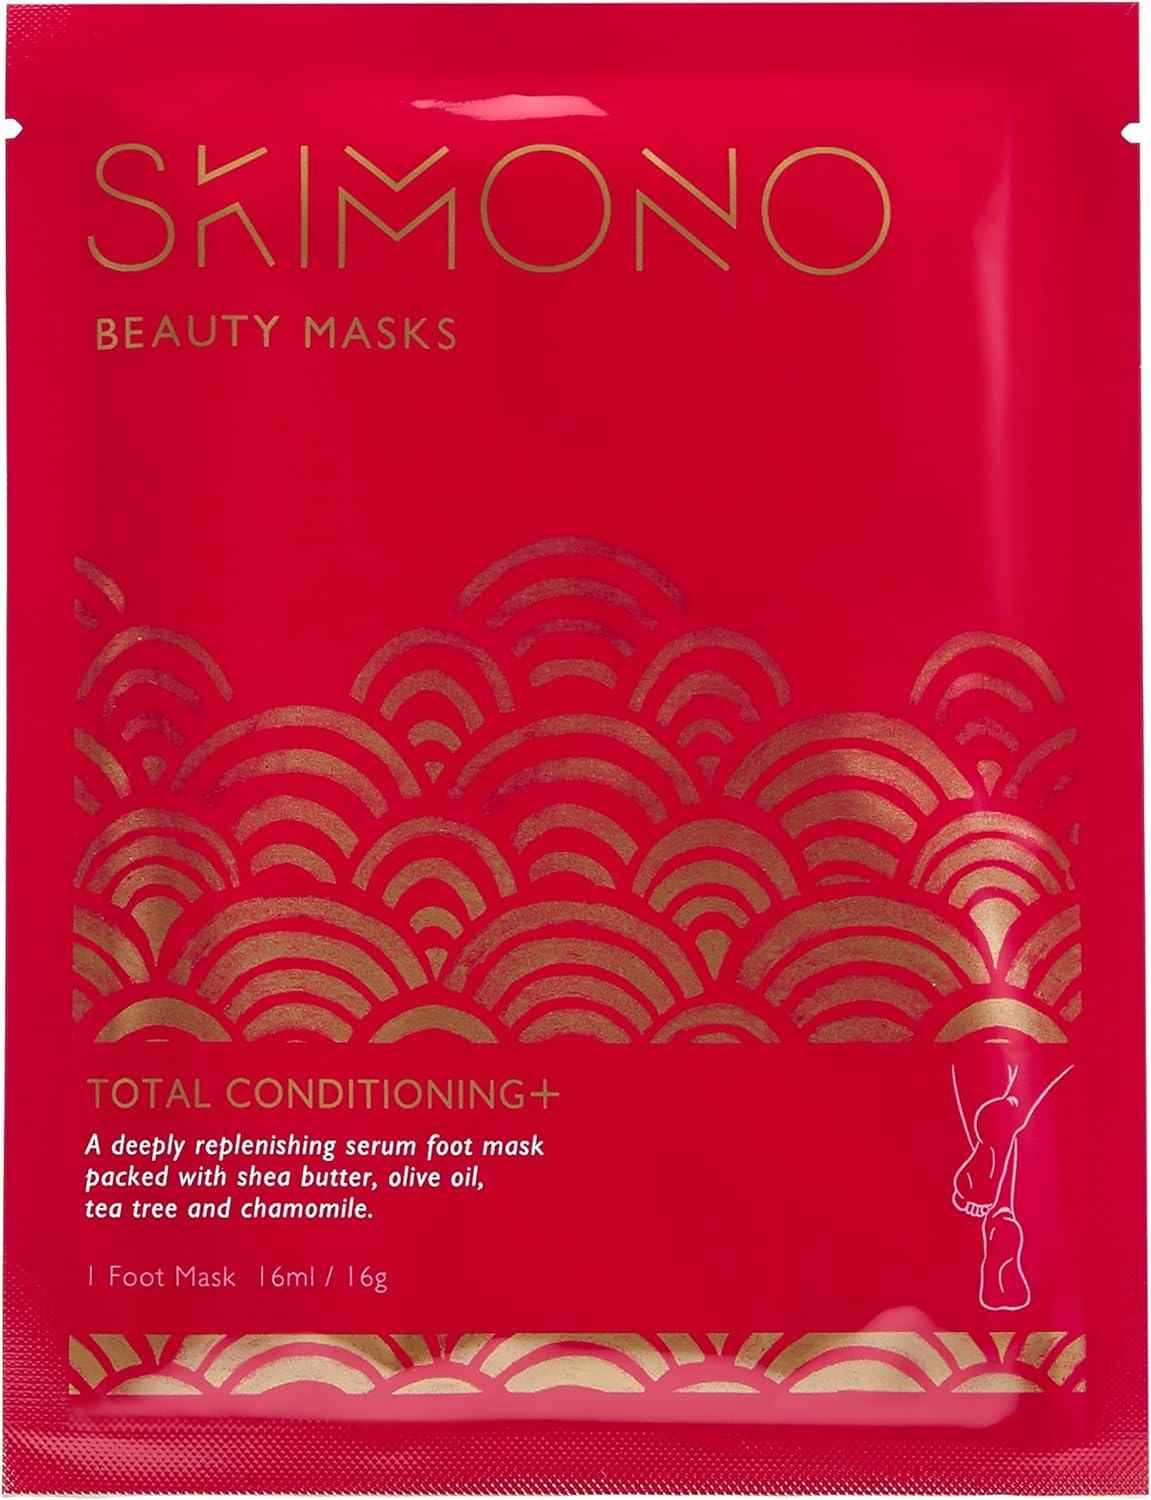 SKIMONO
BEAUTY MASKS
TOTAL CONDITIONING+
A deeply replenishing serum foot mask
packed with shea butter, olive oil,
tea tree and chamomile.
1 Foot Mask 16ml / 16g